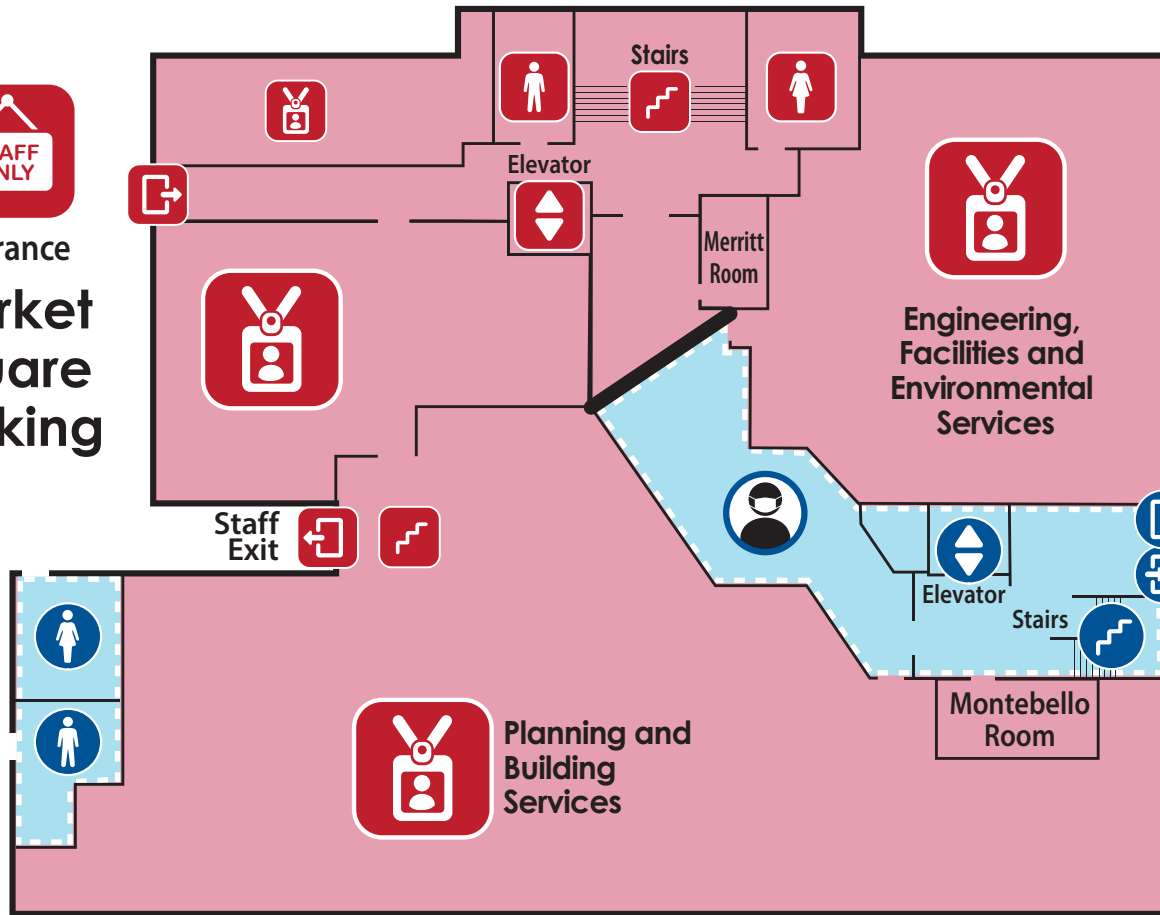 AFF
NLY
rance
rket
uare
king
Stairs
Elevator
Merritt
Room
Engineering,
Facilities and
Environmental
Services
Staff
Exit
Elevator
Stairs
Montebello
Room
Planning and
Building
Services